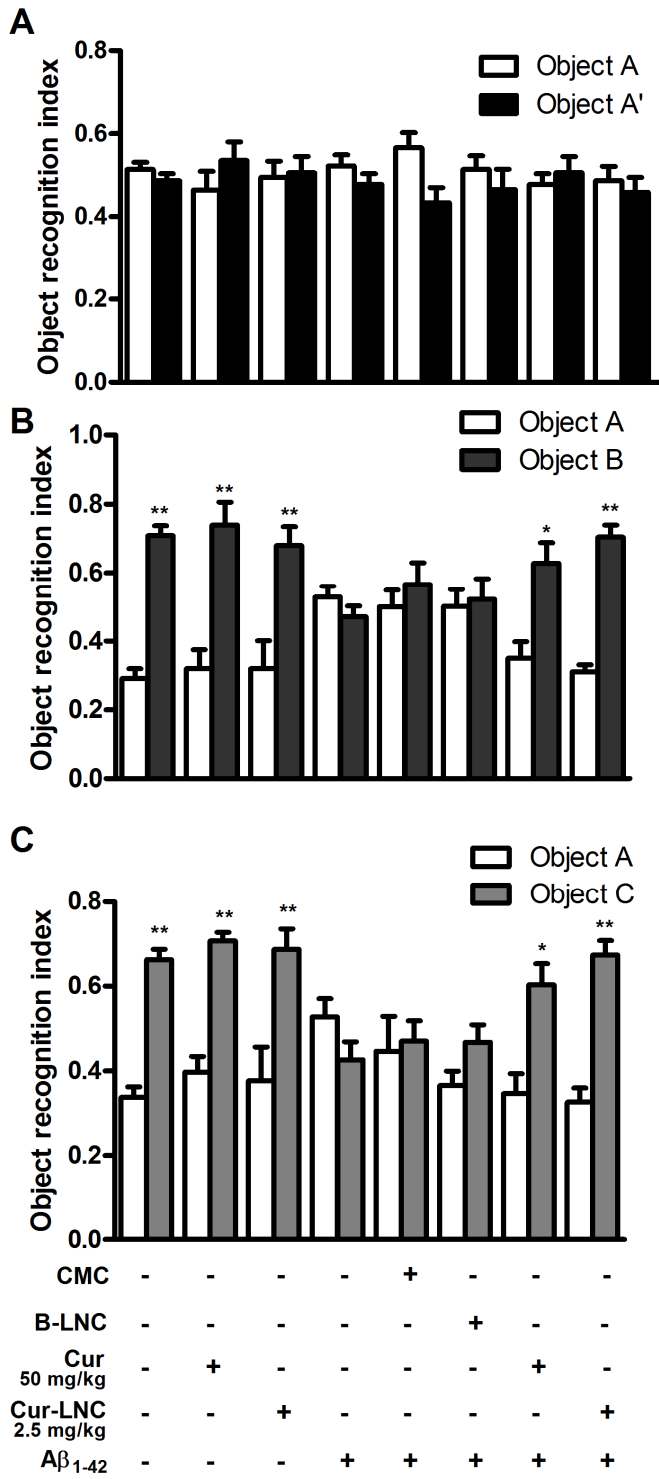 A
Object recognition index
0.8
0.6
0.4
0.2
0.0
Object A
Object A'
B
Object recognition index
1.0
0.8
0.6
0.4
0.2
0.0
Object A
Object B
** ** ** * **
C
Object recognition index
0.8
0.6
0.4
0.2
0.0
Object A
Object C
** ** ** * **
CMC - - - - + - - -
B-LNC - - - - - + - -
Cur 50 mg/kg - + - - - - + -
Cur-LNC 2.5 mg/kg - - + - - - - +
Aβ1-42 - - - + + + + +